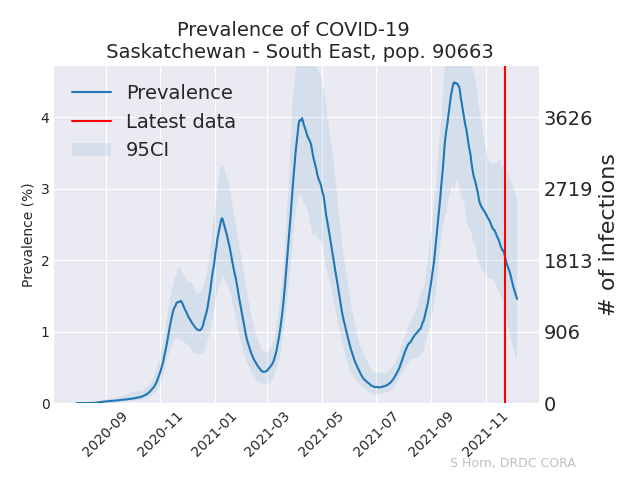 Prevalence of COVID-19
Saskatchewan - South East, pop. 90663
Prevalence
Latest data
95CI
Prevalence (%)
4
3
2
1
0
3626
2719
1813
906
0
# of infections
2020-09
2020-11
2021-01
2021-03
2021-05
2021-07
2021-09
2021-11
S Horn, DRDC CORA